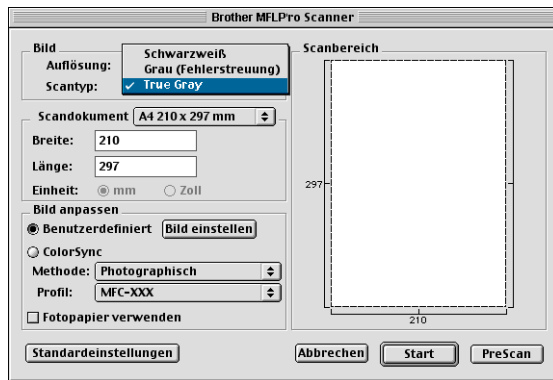 Brother MFLPro Scanner
Bild
Auflösung:
Schwarzweiß
Grau (Fehlerstreuung)
Scantyp:
✓ True Gray
Scandokument A4 210 x 297 mm
Breite: 210
Länge: 297
Einheit: mm Zoll
Bild anpassen
Benutzerdefiniert Bild einstellen
ColorSync
Methode: Photographisch
Profil: MFC-XXX
Fotopapier verwenden
Scanbereich
297
210
Standardeinstellungen Abbrechen Start PreScan